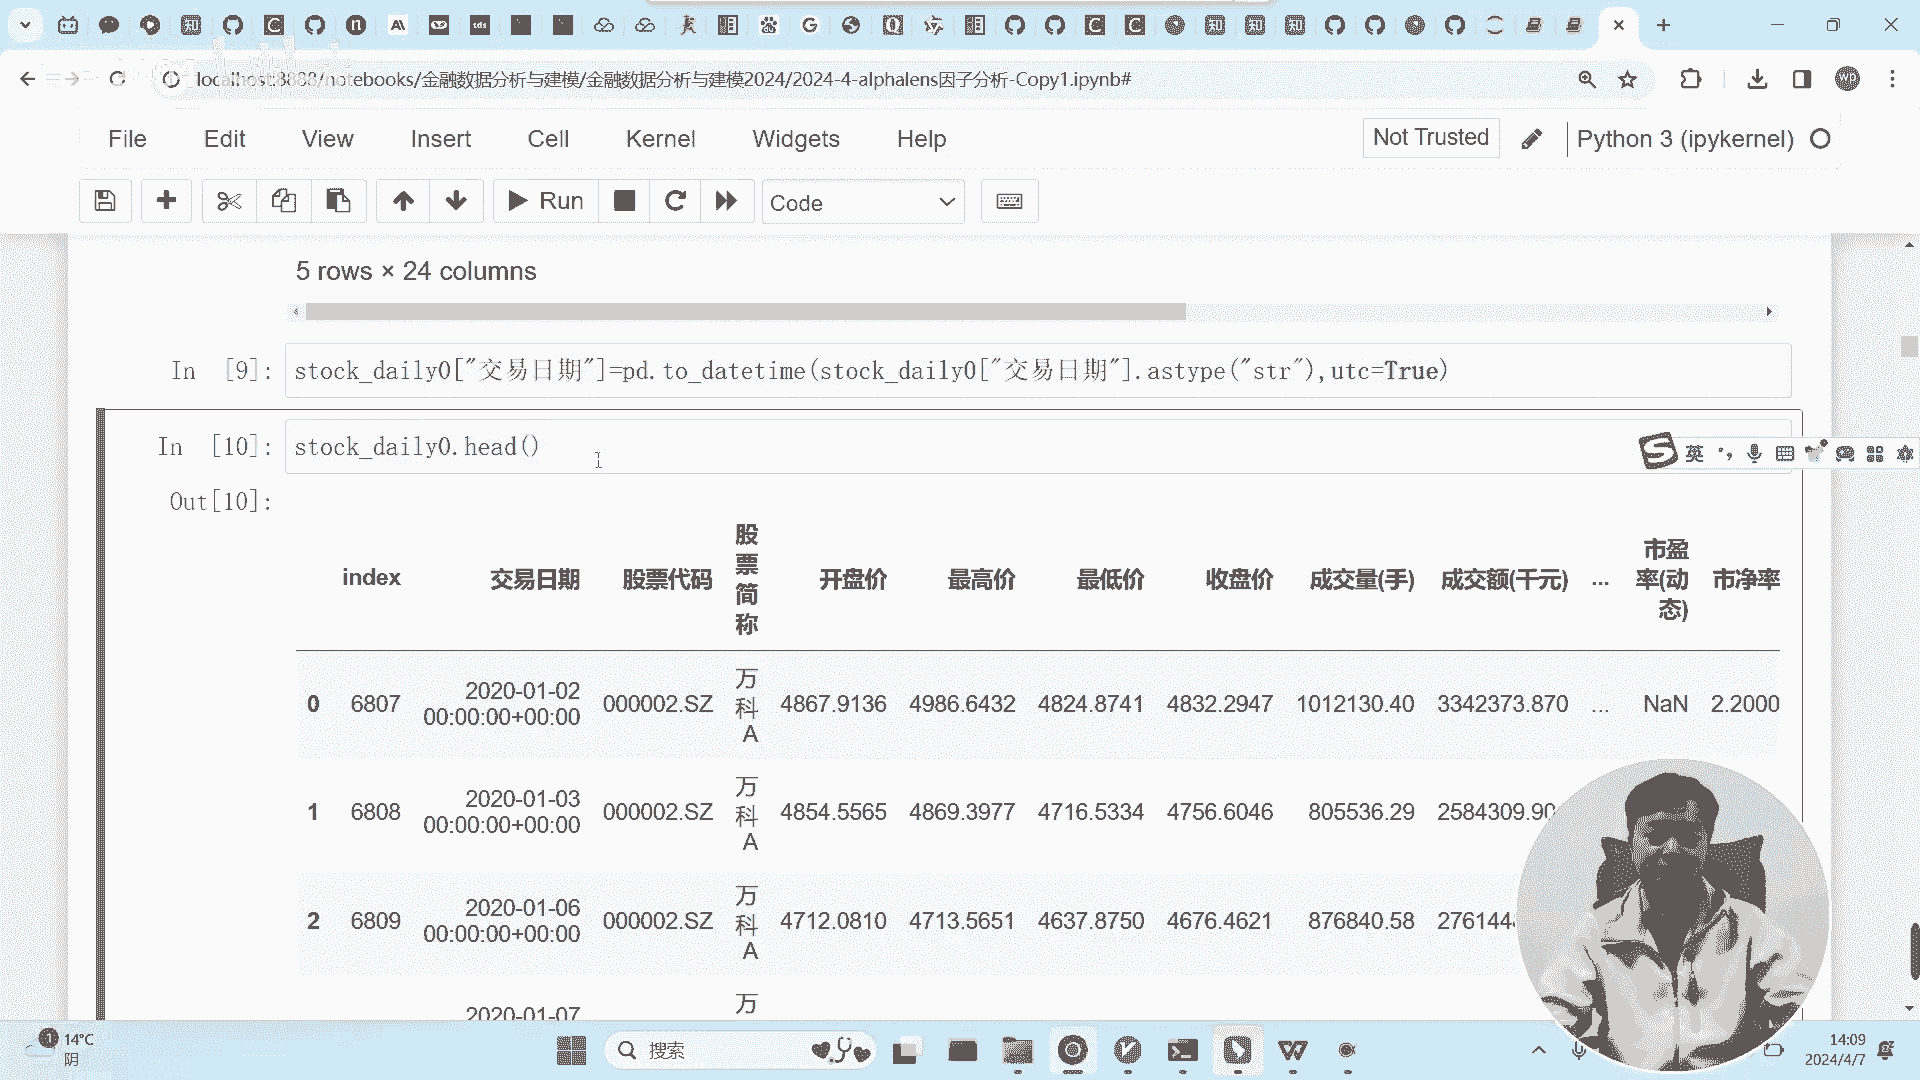 localhost:8888/notebooks/金融数据分析与建模/金融数据分析与建模2024/2024-4-alphalens因子分析-Copy1.ipynb#
File Edit View Insert Cell Kernel Widgets Help
Not Trusted
Python 3 (ipykernel)
Run
Code
5 rows × 24 columns
In [9]: stock_daily0["交易日期"]=pd.to_datetime(stock_daily0["交易日期"].astype("str"),utc=True)
In [10]: stock_daily0.head()
英
Out[10]:
index 交易日期 股票代码 股票简称 开盘价 最高价 最低价 收盘价 成交量(手) 成交额(千元) ... 市盈率(动态) 市净率
0 6807 2020-01-02 00:00:00+00:00 000002.SZ 万科A 4867.9136 4986.6432 4824.8741 4832.2947 1012130.40 3342373.870 ... NaN 2.2000
1 6808 2020-01-03 00:00:00+00:00 000002.SZ 万科A 4854.5565 4869.3977 4716.5334 4756.6046 805536.29 2584309.90
2 6809 2020-01-06 00:00:00+00:00 000002.SZ 万科A 4712.0810 4713.5651 4637.8750 4676.4621 876840.58 27614
2020-01-07 万
14°C
阴
搜索
14:09
2024/4/7